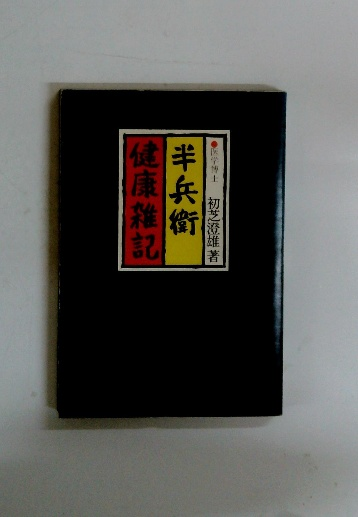 半兵衛
健康雑記
●医学博士
初芝澄雄著